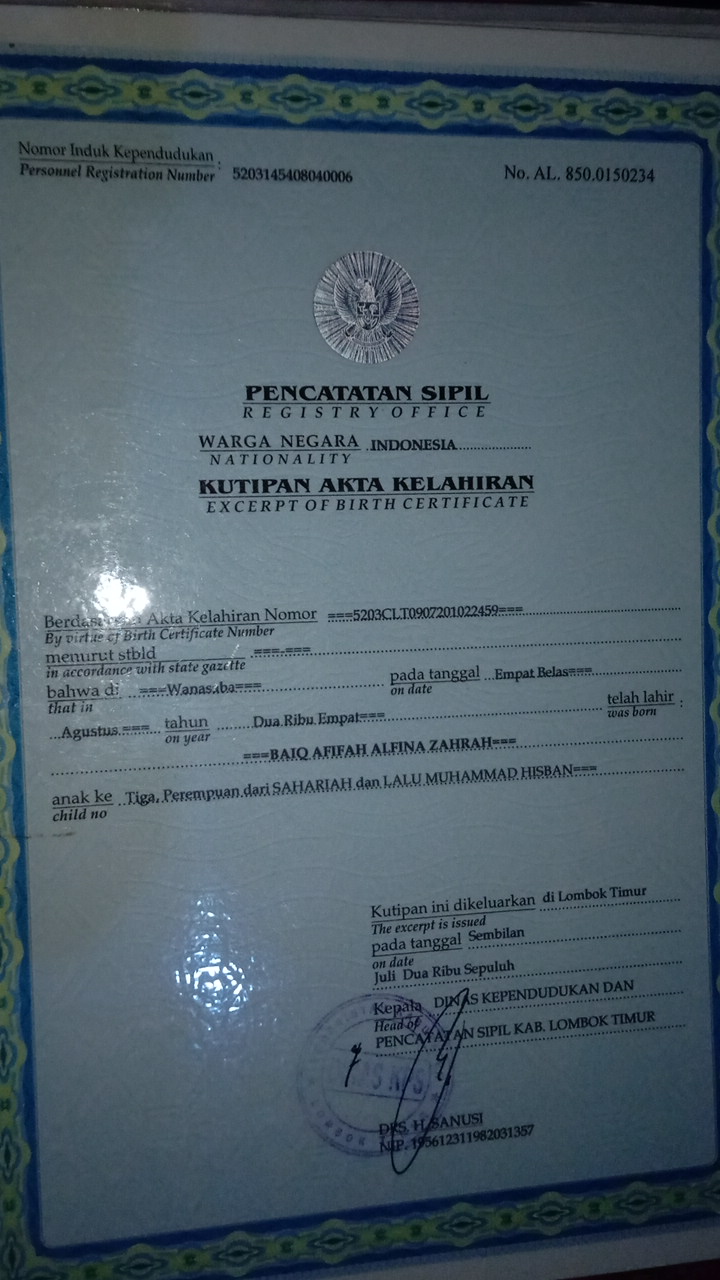 Nomor Induk Kependudukan :
Personnel Registration Number 5203145408040006
No. AL. 850.0150234
PENCATATAN SIPIL
REGISTRY OFFICE
WARGA NEGARA INDONESIA
NATIONALITY
KUTIPAN AKTA KELAHIRAN
EXCERPT OF BIRTH CERTIFICATE
Akta Kelahiran Nomor ===5203CLT0907201022459===
By virtue of Birth Certificate Number
menurut stbld ===.===
in accordance with state gazette
bahwa di ===Wanasaba=== pada tanggal Empat Belas===
that in on date
Agustus === tahun Dua Ribu Empat=== telah lahir :
on year was born
===BAIQ AFIFAH ALFINA ZAHRAH===
anak ke Tiga, Perempuan dari SAHARIAH dan LALU MUHAMMAD HISBAN===
child no
Kutipan ini dikeluarkan di Lombok Timur
The excerpt is issued
pada tanggal Sembilan
on date
Juli Dua Ribu Sepuluh
Kepala DINAS KEPENDUDUKAN DAN
Head of
PENCATATAN SIPIL KAB. LOMBOK TIMUR
DRS. H. SANUSI
NIP. 195612311982031357